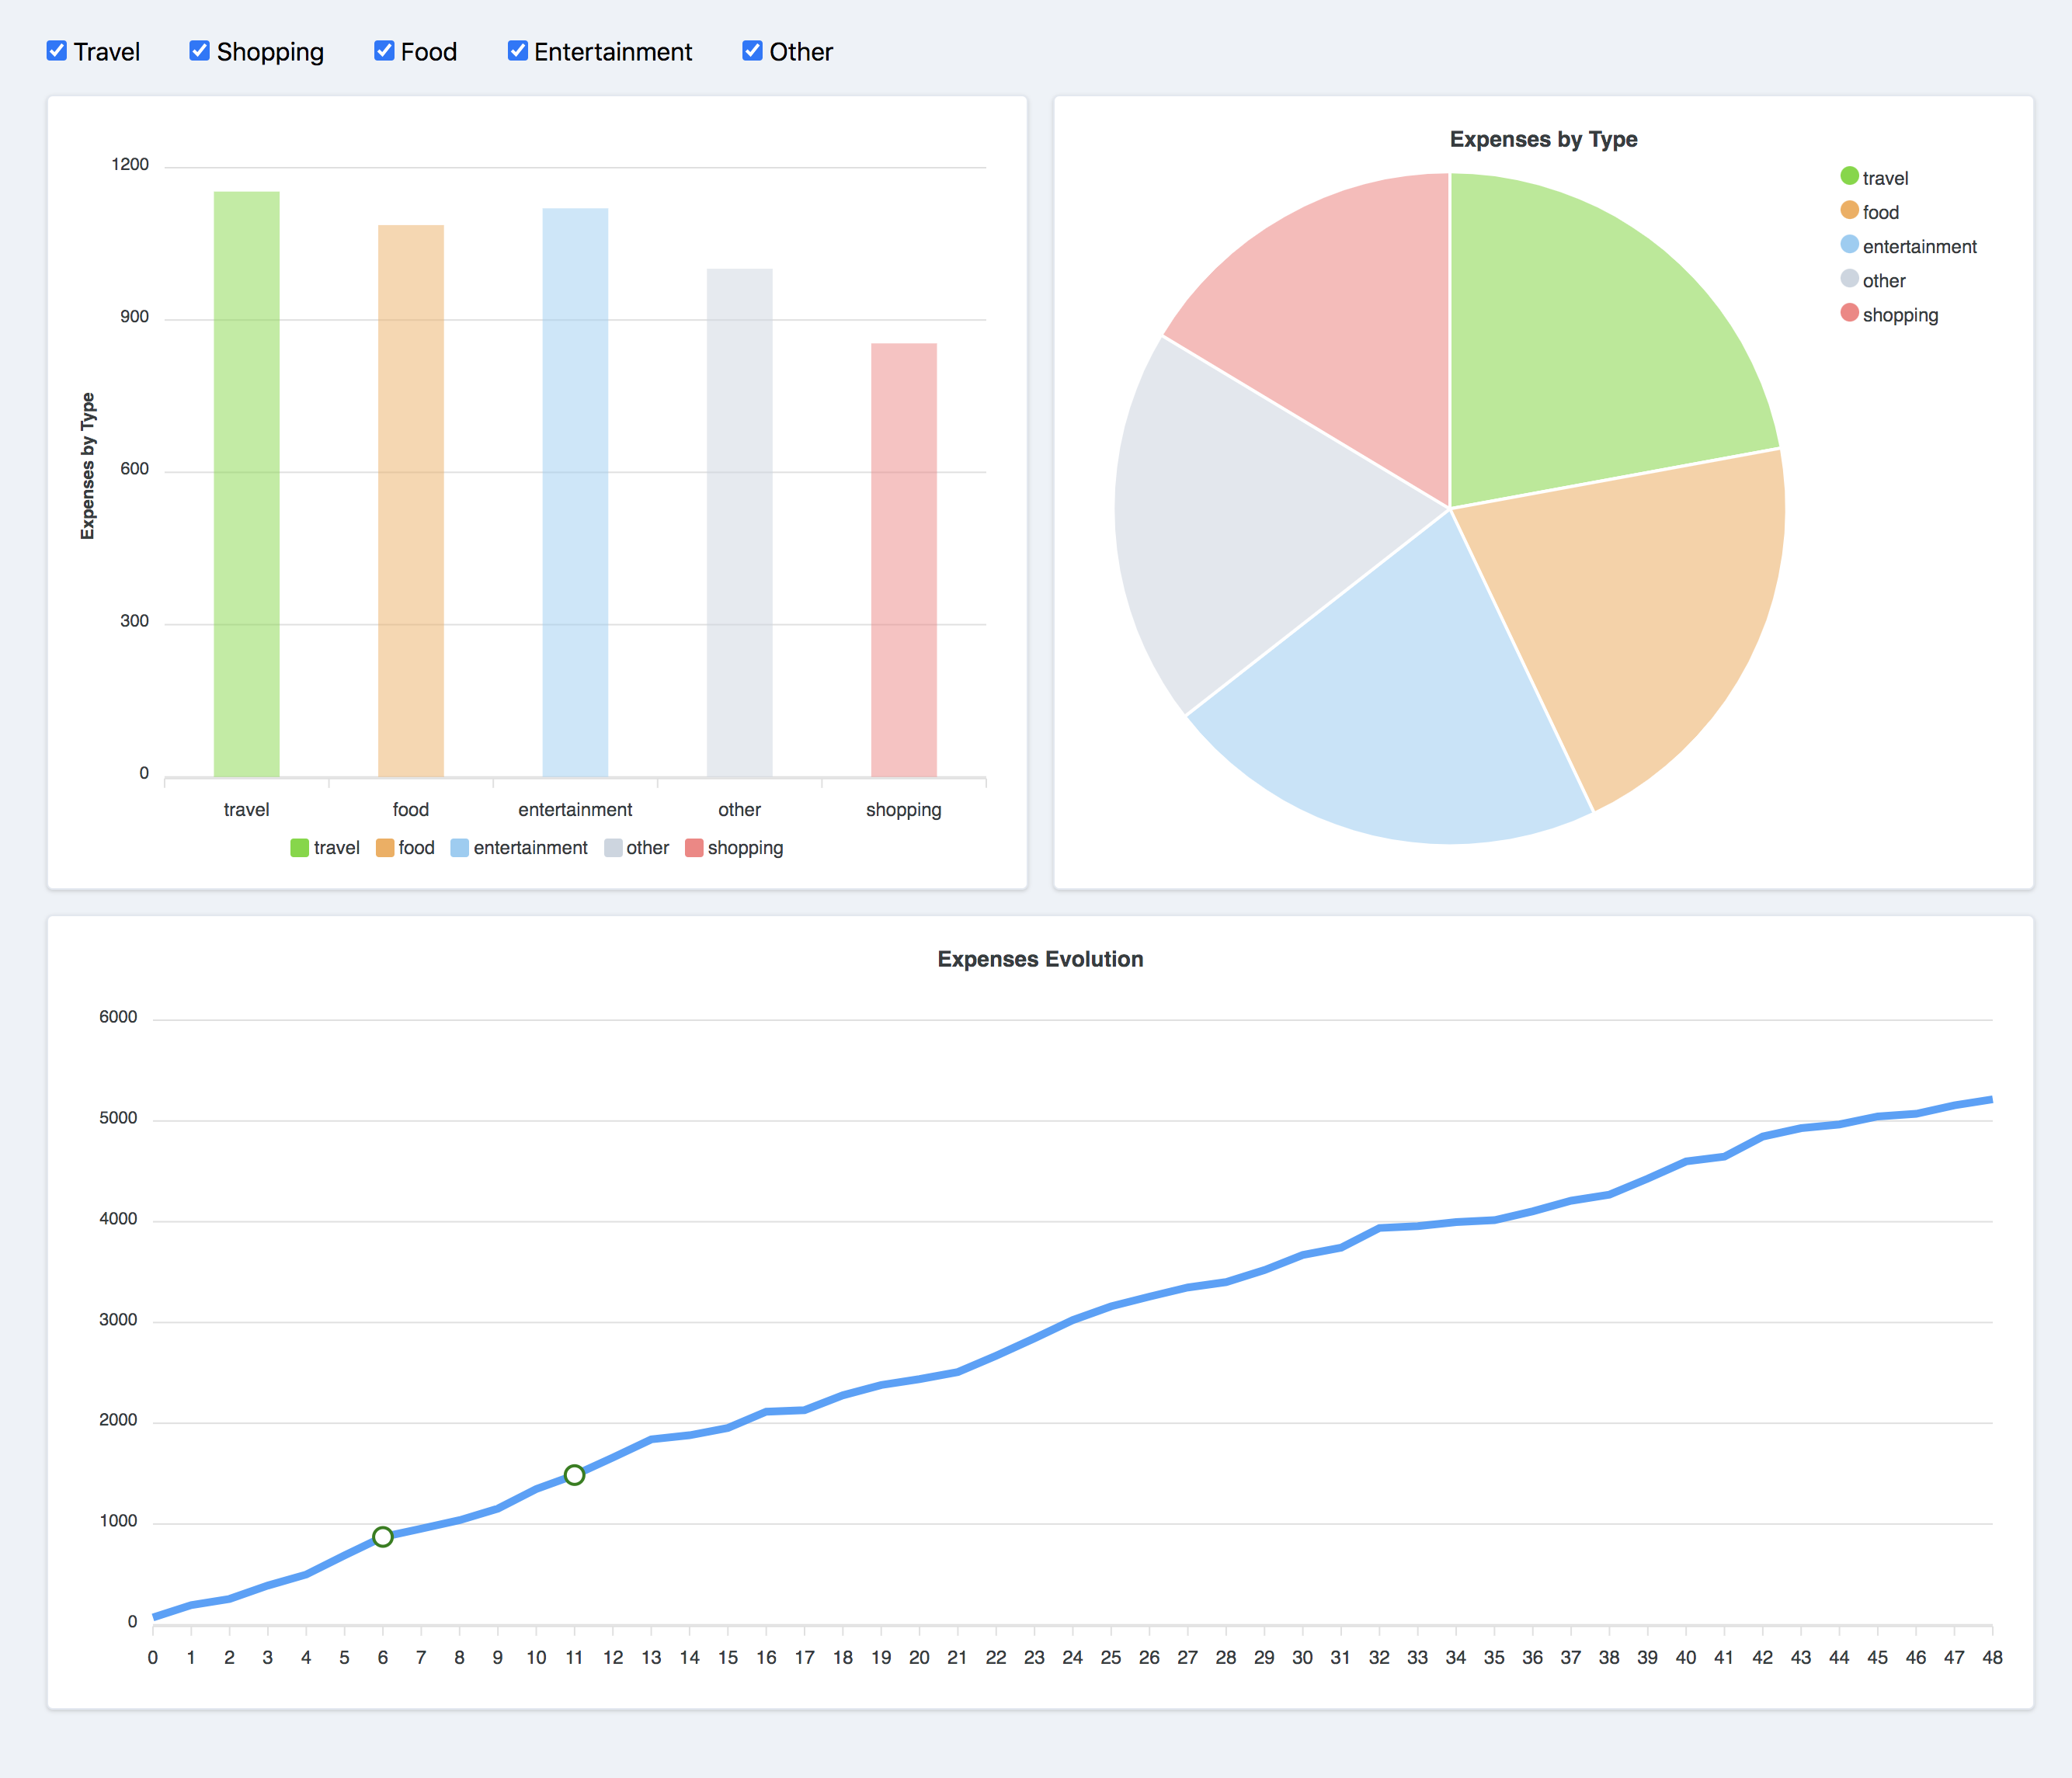 Travel Shopping Food Entertainment Other
1200
900
600
300
0
Expenses by Type
travel food entertainment other shopping
travel food entertainment other shopping
Expenses by Type
travel
food
entertainment
other
shopping
Expenses Evolution
6000
5000
4000
3000
2000
1000
0
0 1 2 3 4 5 6 7 8 9 10 11 12 13 14 15 16 17 18 19 20 21 22 23 24 25 26 27 28 29 30 31 32 33 34 35 36 37 38 39 40 41 42 43 44 45 46 47 48